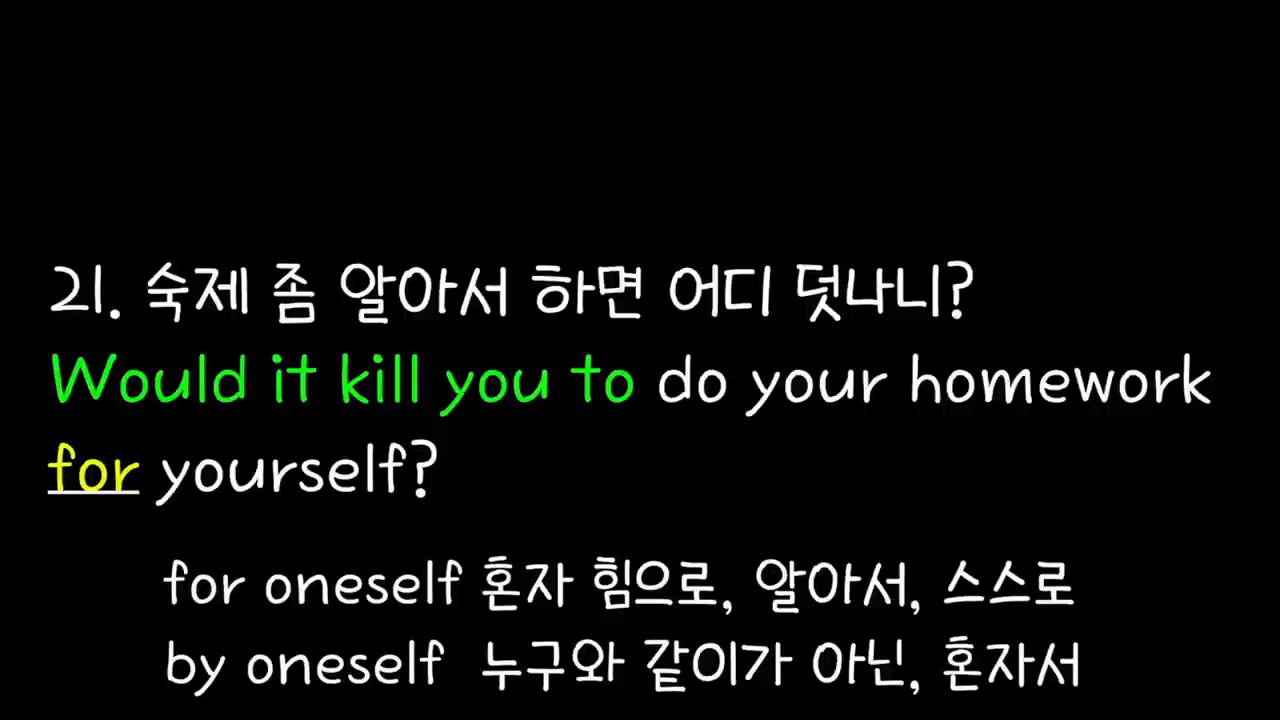 21. 숙제 좀 알아서 하면 어디 덧나니?
Would it kill you to do your homework
for yourself?
for oneself 혼자 힘으로, 알아서, 스스로
by oneself 누구와 같이가 아닌, 혼자서